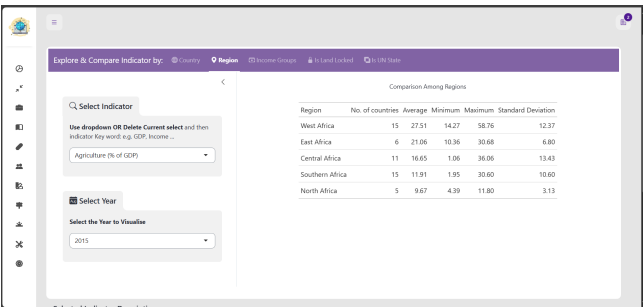 2
Explore & Compare Indicator by: Country Region Income Groups Is Land Locked Is UN State
Select Indicator
Use dropdown OR Delete Current select and then
indicator Key word: e.g. GDP, Income ...
Agriculture (% of GDP)
Select Year
Select the Year to Visualise
2015
Comparison Among Regions
Region No. of countries Average Minimum Maximum Standard Deviation
West Africa 15 27.51 14.27 58.76 12.37
East Africa 6 21.06 10.36 30.68 6.80
Central Africa 11 16.65 1.06 36.06 13.43
Southern Africa 15 11.91 1.95 30.60 10.60
North Africa 5 9.67 4.39 11.80 3.13